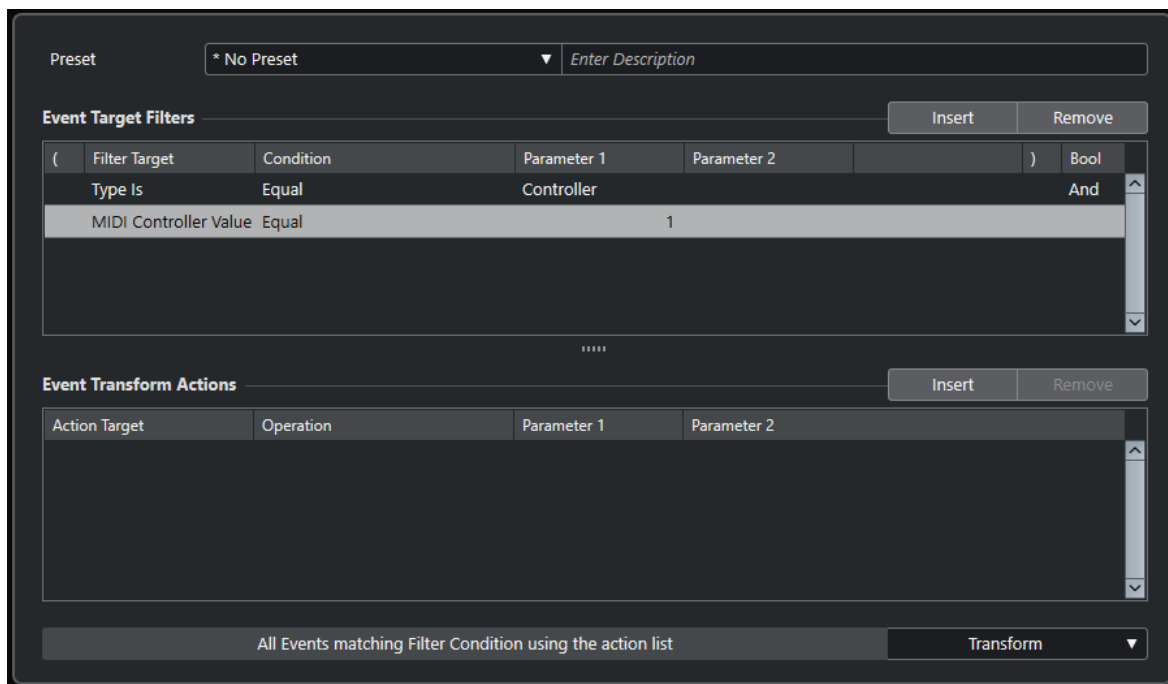 Preset * No Preset ▼ Enter Description
Event Target Filters Insert Remove
( Filter Target Condition Parameter 1 Parameter 2 ) Bool
Type Is Equal Controller And
MIDI Controller Value Equal 1
Event Transform Actions Insert Remove
Action Target Operation Parameter 1 Parameter 2
All Events matching Filter Condition using the action list Transform ▼